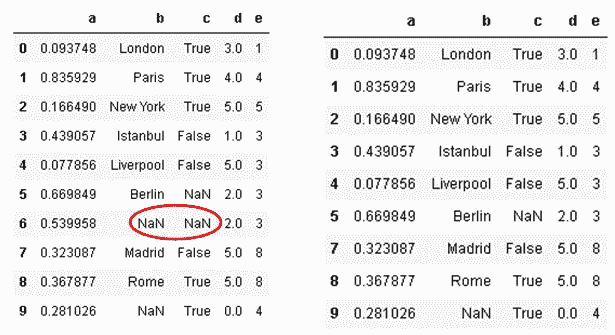 a b c d e
0 0.093748 London True 3.0 1
1 0.835929 Paris True 4.0 4
2 0.166490 New York True 5.0 5
3 0.439057 Istanbul False 1.0 3
4 0.077856 Liverpool False 5.0 3
5 0.669849 Berlin NaN 2.0 3
6 0.539958 NaN NaN 2.0 3
7 0.323087 Madrid False 5.0 8
8 0.367877 Rome True 5.0 8
9 0.281026 NaN True 0.0 4
a b c d e
0 0.093748 London True 3.0 1
1 0.835929 Paris True 4.0 4
2 0.166490 New York True 5.0 5
3 0.439057 Istanbul False 1.0 3
4 0.077856 Liverpool False 5.0 3
5 0.669849 Berlin NaN 2.0 3
7 0.323087 Madrid False 5.0 8
8 0.367877 Rome True 5.0 8
9 0.281026 NaN True 0.0 4